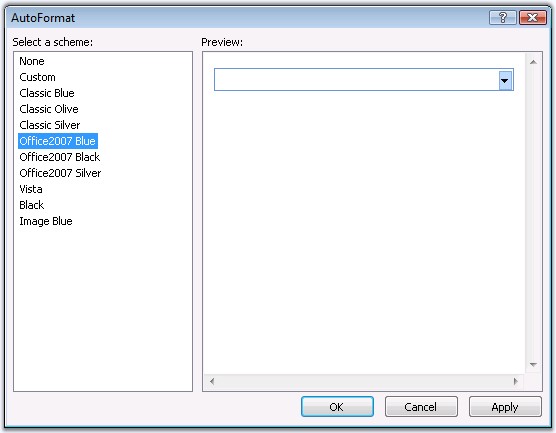 AutoFormat
Select a scheme:
Preview:
None
Custom
Classic Blue
Classic Olive
Classic Silver
Office2007 Blue
Office2007 Black
Office2007 Silver
Vista
Black
Image Blue
OK
Cancel
Apply